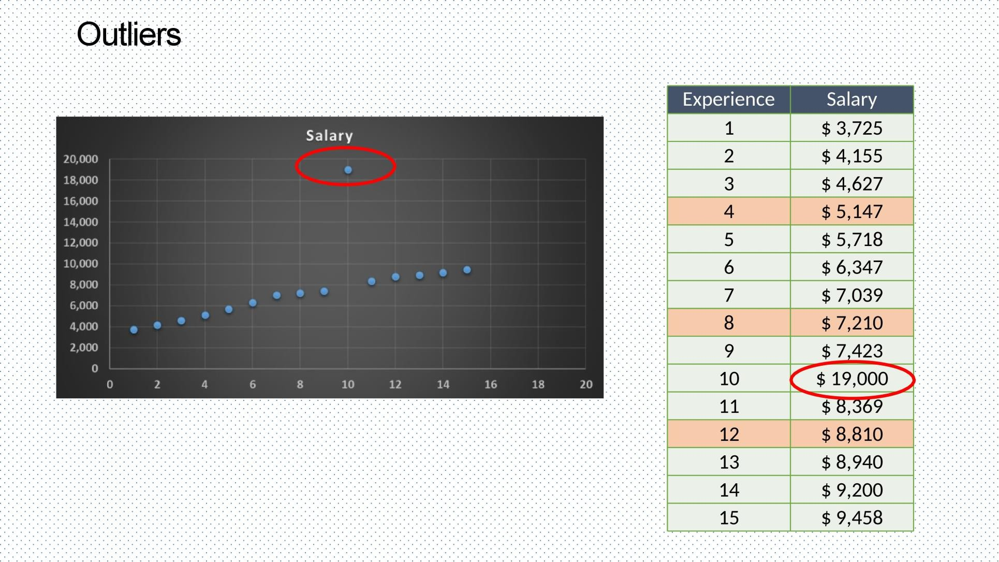 Outliers
Salary
20,000
18,000
16,000
14,000
12,000
10,000
8,000
6,000
4,000
2,000
0
0 2 4 6 8 10 12 14 16 18 20
Experience Salary
1 $ 3,725
2 $ 4,155
3 $ 4,627
4 $ 5,147
5 $ 5,718
6 $ 6,347
7 $ 7,039
8 $ 7,210
9 $ 7,423
10 $ 19,000
11 $ 8,369
12 $ 8,810
13 $ 8,940
14 $ 9,200
15 $ 9,458